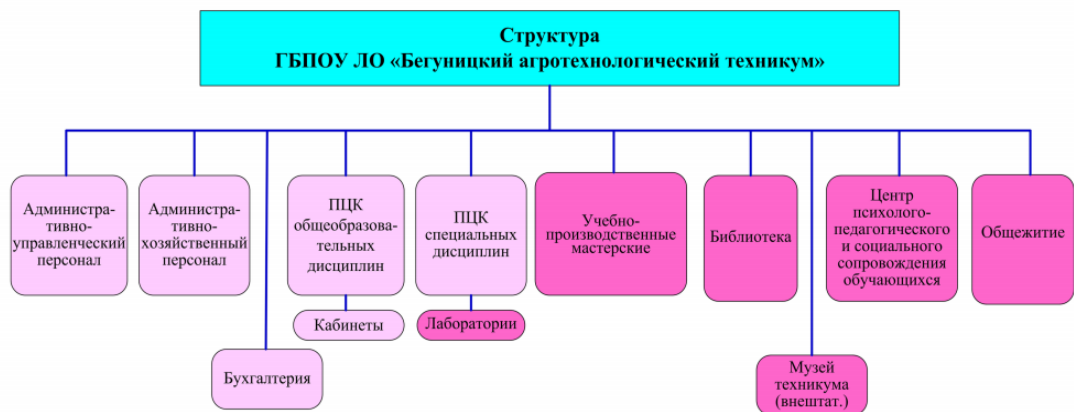 Структура
ГБПОУ ЛО «Бегуницкий агротехнологический техникум»
Администра-
тивно-
управленческий
персонал
Администра-
тивно-
хозяйственный
персонал
ПЦК
общеобразова-
тельных
дисциплин
ПЦК
специальных
дисциплин
Учебно-
производственные
мастерские
Библиотека
Центр
психолого-
педагогического
и социального
сопровождения
обучающихся
Общежитие
Кабинеты
Лаборатории
Бухгалтерия
Музей
техникума
(внештат.)